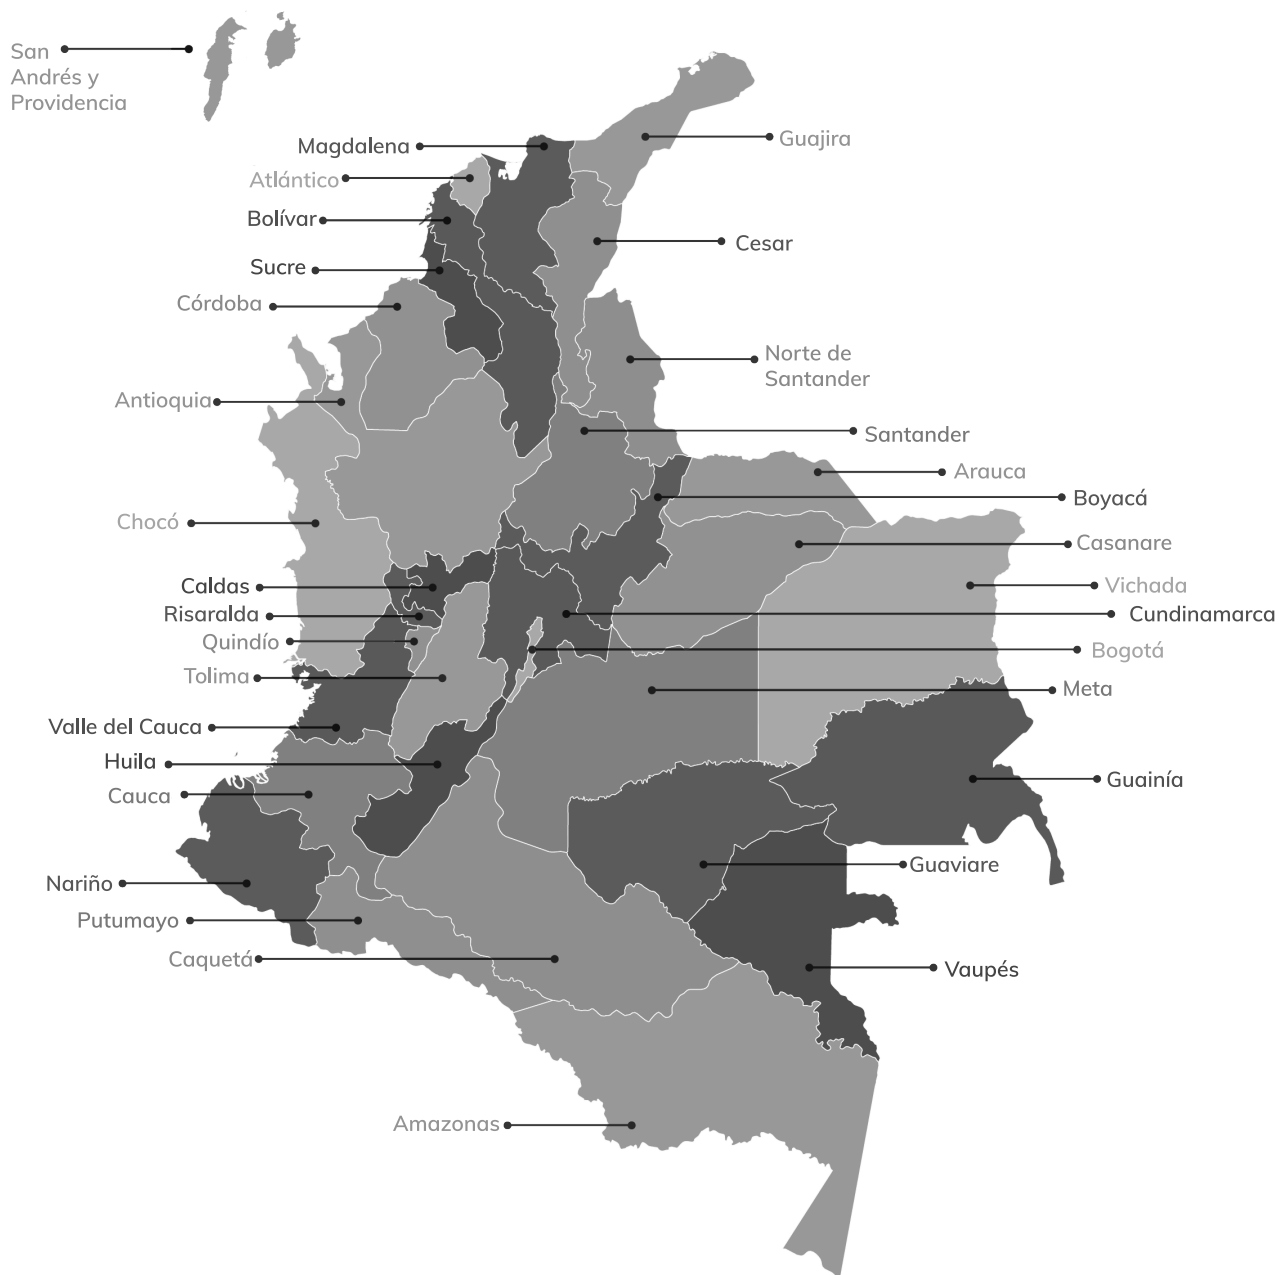 San
Andrés y
Providencia
Guajira
Magdalena
Atlántico
Bolívar
Cesar
Sucre
Córdoba
Norte de
Santander
Antioquia
Santander
Arauca
Boyacá
Chocó
Casanare
Vichada
Caldas
Risaralda
Cundinamarca
Quindío
Bogotá
Tolima
Meta
Valle del Cauca
Huila
Guainía
Cauca
Guaviare
Nariño
Putumayo
Caquetá
Vaupés
Amazonas